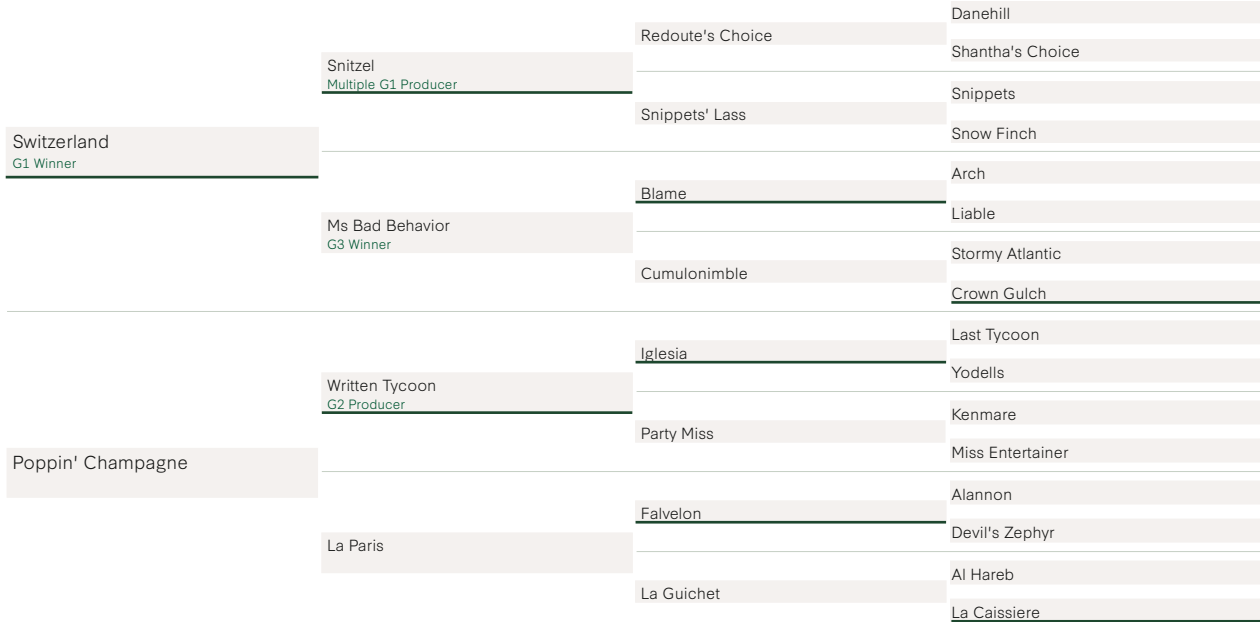 Danehill
Redoute's Choice
Shantha's Choice
Snitzel
Multiple G1 Producer
Snippets
Snippets' Lass
Snow Finch
Switzerland
G1 Winner
Arch
Blame
Liable
Ms Bad Behavior
G3 Winner
Stormy Atlantic
Cumulonimble
Crown Gulch
Last Tycoon
Iglesia
Yodells
Written Tycoon
G2 Producer
Kenmare
Party Miss
Miss Entertainer
Poppin' Champagne
Alannon
Falvelon
Devil's Zephyr
La Paris
Al Hareb
La Guichet
La Caissiere